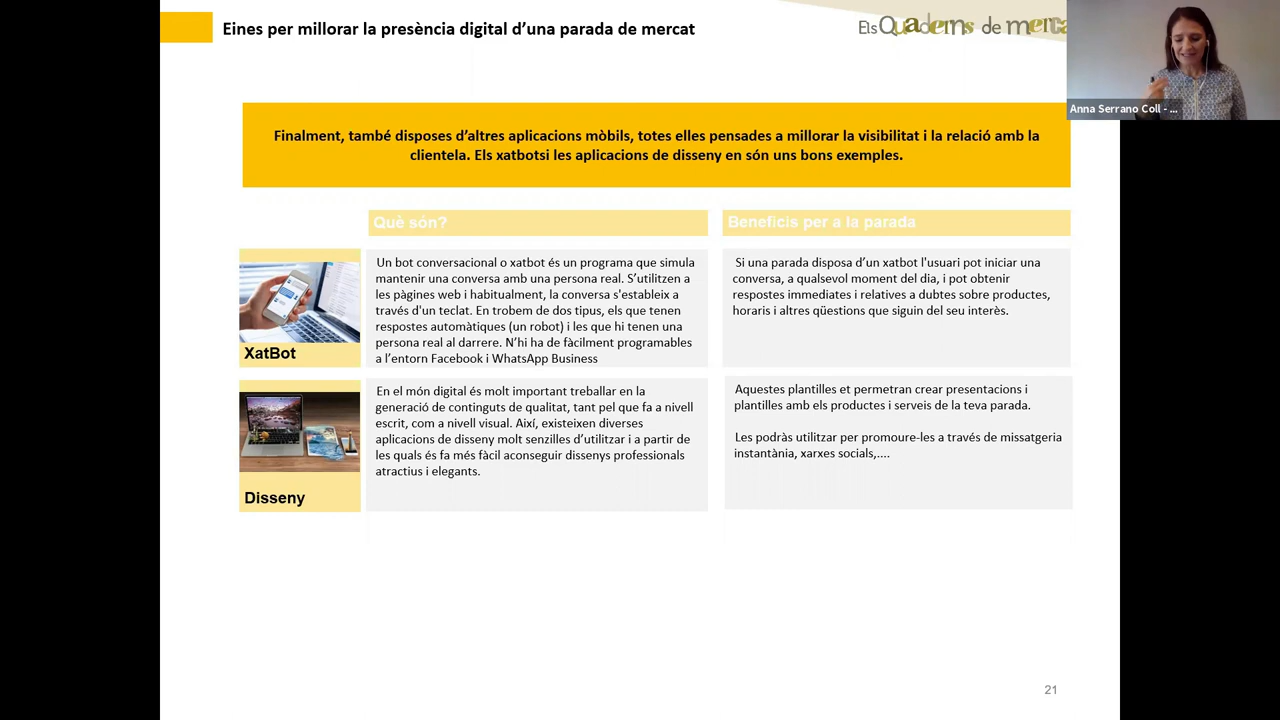 Eines per millorar la presència digital d’una parada de mercat
Els Quaderns de merca
Anna Serrano Coll - ...
Finalment, també disposes d’altres aplicacions mòbils, totes elles pensades a millorar la visibilitat i la relació amb la
clientela. Els xatbotsi les aplicacions de disseny en són uns bons exemples.
Què són?
Beneficis per a la parada
XatBot
Un bot conversacional o xatbot és un programa que simula
mantenir una conversa amb una persona real. S’utilitzen a
les pàgines web i habitualment, la conversa s'estableix a
través d'un teclat. En trobem de dos tipus, els que tenen
respostes automàtiques (un robot) i les que hi tenen una
persona real al darrere. N’hi ha de fàcilment programables
a l’entorn Facebook i WhatsApp Business
Si una parada disposa d’un xatbot l'usuari pot iniciar una
conversa, a qualsevol moment del dia, i pot obtenir
respostes immediates i relatives a dubtes sobre productes,
horaris i altres qüestions que siguin del seu interès.
Disseny
En el món digital és molt important treballar en la
generació de continguts de qualitat, tant pel que fa a nivell
escrit, com a nivell visual. Així, existeixen diverses
aplicacions de disseny molt senzilles d’utilitzar i a partir de
les quals és fa més fàcil aconseguir dissenys professionals
atractius i elegants.
Aquestes plantilles et permetran crear presentacions i
plantilles amb els productes i serveis de la teva parada.
Les podràs utilitzar per promoure-les a través de missatgeria
instantània, xarxes socials,....
21